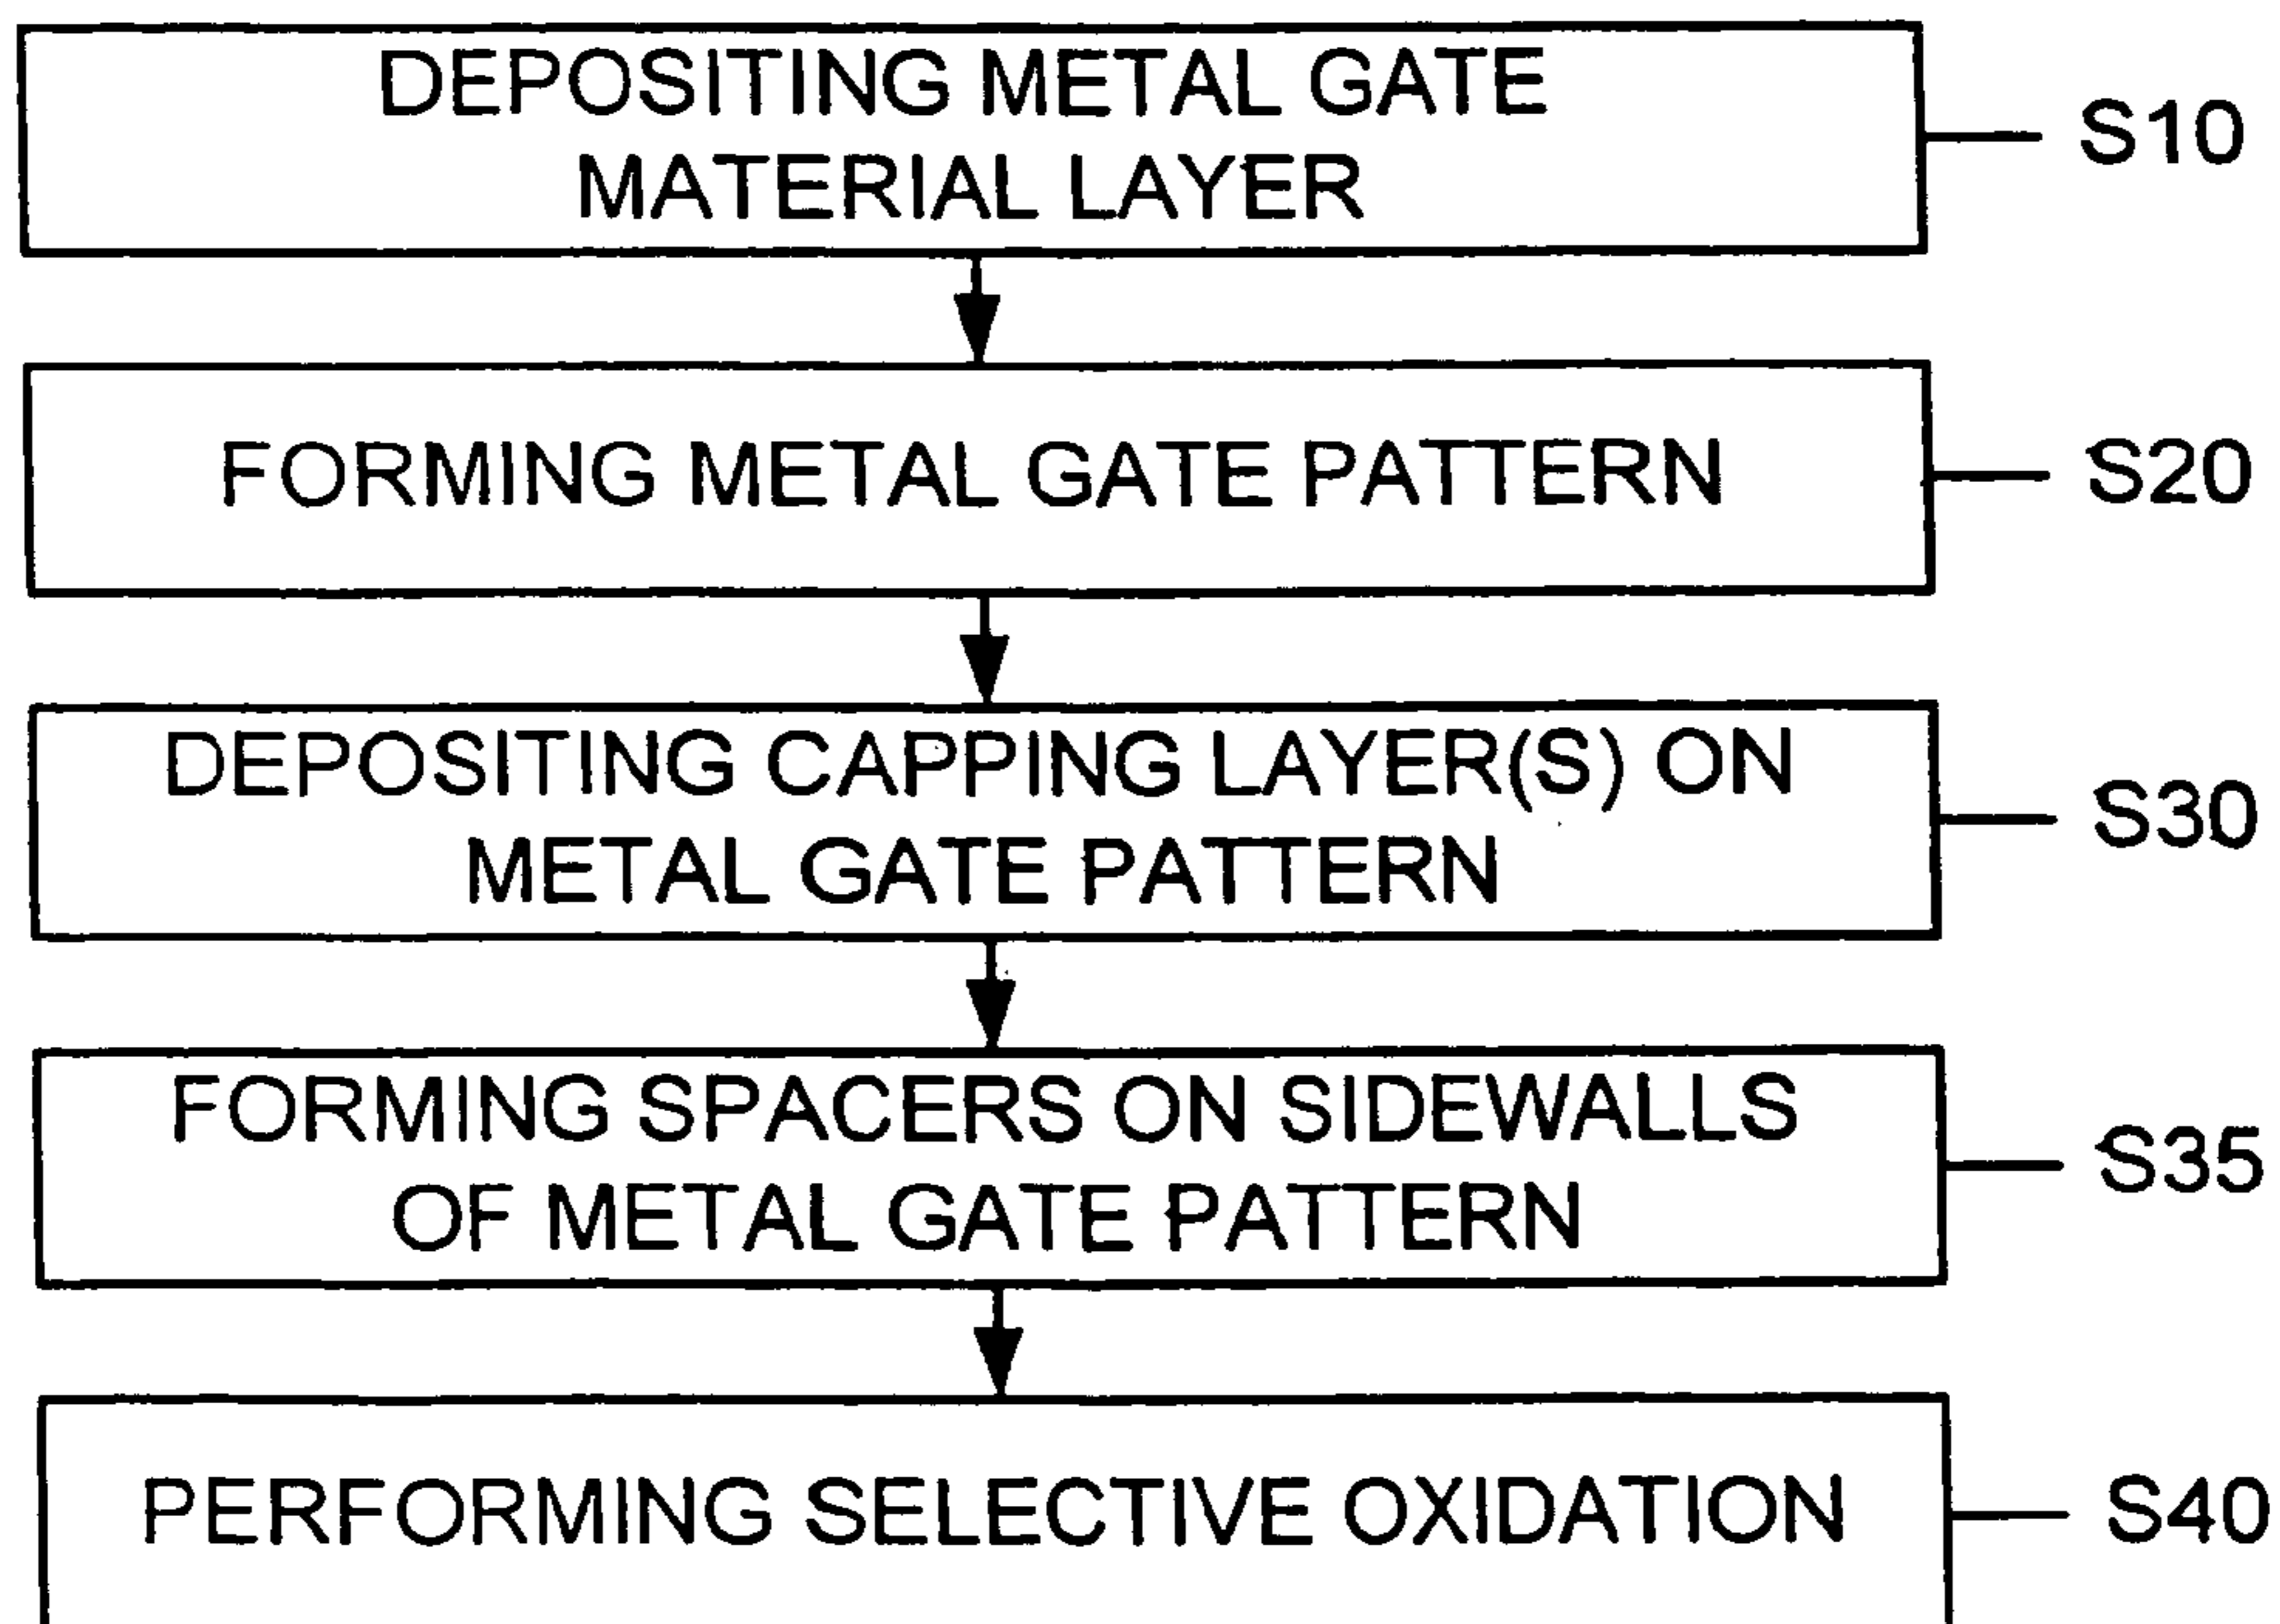 DEPOSITING METAL GATE
MATERIAL LAYER
S10
FORMING METAL GATE PATTERN
S20
DEPOSITING CAPPING LAYER(S) ON
METAL GATE PATTERN
S30
FORMING SPACERS ON SIDEWALLS
OF METAL GATE PATTERN
S35
PERFORMING SELECTIVE OXIDATION
S40